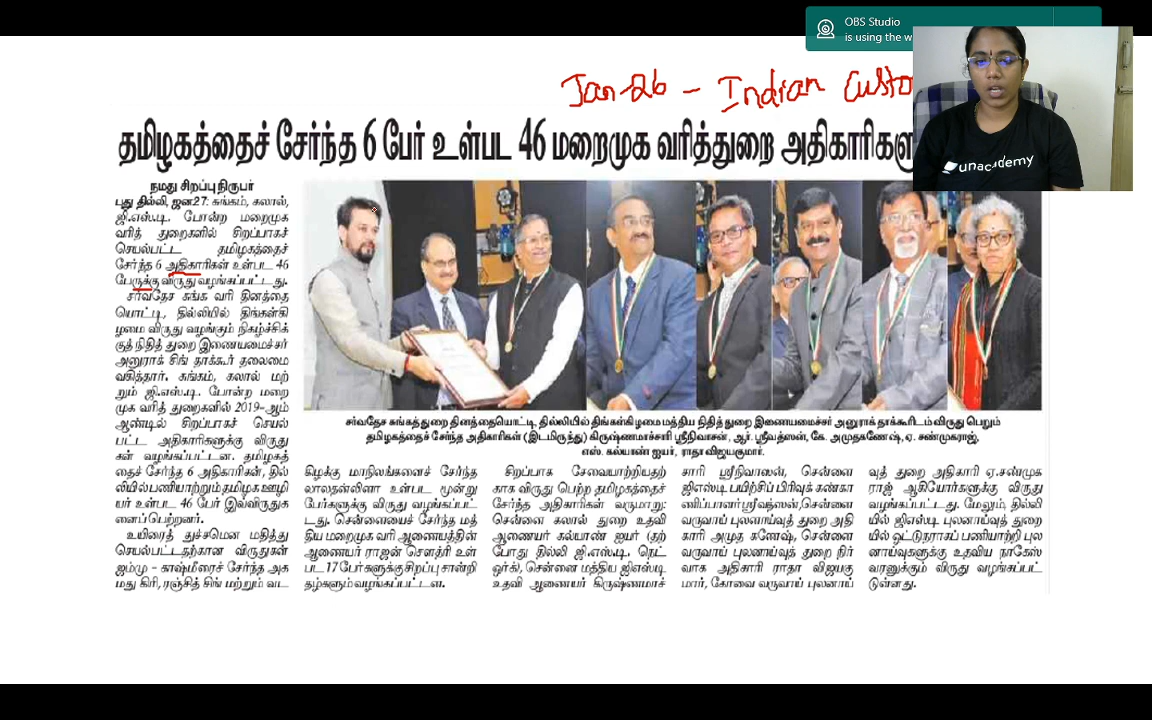 OBS Studio
is using the w
Jan-26 - Indian Custo
unacademy
தமிழகத்தைச் சேர்ந்த 6 பேர் உள்பட 46 மறைமுக வரித்துறை அதிகாரிகளு
நமது சிறப்பு நிருபர்
புது தில்லி, ஜன27: சுங்கம், கலால்,
ஜி.எஸ்.டி. போன்ற மறைமுக
வரித் துறைகளில் சிறப்பாகச்
செயல்பட்ட தமிழகத்தைச்
சேர்ந்த 6 அதிகாரிகள் உள்பட 46
பேருக்கு விருது வழங்கப்பட்டது.
சர்வதேச சுங்க வரி தினத்தை
யொட்டி, தில்லியில் திங்கள்கி
ழமை விருது வழங்கும் நிகழ்ச்சிக்
குத் நிதித் துறை இணையமைச்சர்
அனுராக் சிங் தாக்கூர் தலைமை
வகித்தார். சுங்கம், கலால் மற்
றும் ஜி.எஸ்.டி. போன்ற மறை
முக வரித் துறைகளில் 2019-ஆம்
ஆண்டில் சிறப்பாகச் செயல்
பட்ட அதிகாரிகளுக்கு விருது
கள் வழங்கப்பட்டன. தமிழகத்
தைச் சேர்ந்த 6 அதிகாரிகள், தில்
லியில் பணியாற்றும் தமிழக ஊழி
யர் உள்பட 46 பேர் இவ்விருதுக
ளைப் பெற்றனர்.
உயிரைத் துச்சமென மதித்து
செயல்பட்டதற்கான விருதுகள்
ஜம்மு - காஷ்மீரைச் சேர்ந்த அக
மது கிரி, ரஞ்சித் சிங் மற்றும் வட
சர்வதேச சுங்கத்துறை தினத்தையொட்டி, தில்லியில் திங்கள்கிழமை மத்திய நிதித்துறை இணையமைச்சர் அனுராக் தாக்கூரிடம் விருது பெறும்
தமிழகத்தைச் சேர்ந்த அதிகாரிகள் (இடமிருந்து) கிருஷ்ணமாச்சாரி ஸ்ரீனிவாசன், ஆர். ஸ்ரீவத்ஸன், கே. அமுதகணேஷ், ஏ. சண்முகராஜ்,
எஸ். கல்யாண் ஐயர், ராதா விஜயகுமார்.
கிழக்கு மாநிலங்களைச் சேர்ந்த
லாலதன்லினா உள்பட மூன்று
பேர்களுக்கு விருது வழங்கப்பட்
டது. சென்னையைச் சேர்ந்த மத்
திய மறைமுக வரி ஆணையத்தின்
ஆணையர் ராஜன் சௌத்ரி உள்
பட 17 பேர்களுக்கு சிறப்பு சான்றி
தழ்களும் வழங்கப்பட்டன.
சிறப்பாக சேவையாற்றியதற்
காக விருது பெற்ற தமிழகத்தைச்
சேர்ந்த அதிகாரிகள் வருமாறு:
சென்னை கலால் துறை உதவி
ஆணையர் கல்யாண் ஐயர் (தற்
போது தில்லி ஜி.எஸ்.டி. நெட்
ஒர்க்), சென்னை மத்திய ஜிஎஸ்டி
உதவி ஆணையர் கிருஷ்ணமாச்
சாரி ஸ்ரீனிவாஸன், சென்னை
ஜிஎஸ்டி பயிற்சிப் பிரிவுக் கண்கா
ணிப்பாளர் ஸ்ரீவத்ஸன், சென்னை
வருவாய் புலனாய்வுத் துறை அதி
காரி அமுத கணேஷ், சென்னை
வருவாய் புலனாய்வுத் துறை நிர்
வாக அதிகாரி ராதா விஜயகு
மார், கோவை வருவாய் புலனாய்
வுத் துறை அதிகாரி ஏ.சண்முக
ராஜ் ஆகியோர்களுக்கு விருது
வழங்கப்பட்டது. மேலும், தில்லி
யில் ஜிஎஸ்டி புலனாய்வுத் துறை
யில் ஓட்டுநராகப் பணியாற்றி புல
னாய்வுகளுக்கு உதவிய நாகேஸ்
வரனுக்கும் விருது வழங்கப்பட்
டுள்ளது.